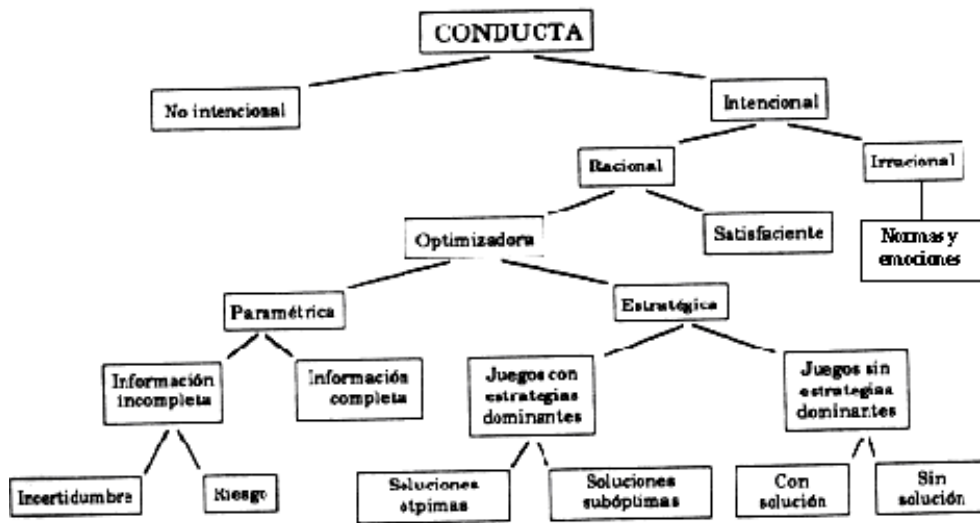 CONDUCTA
No intencional
Intencional
Racional
Irracional
Optimizadora
Satisfaciente
Normas y
emociones
Paramétrica
Estratégica
Información
incompleta
Información
completa
Juegos con
estrategias
dominantes
Juegos sin
estrategias
dominantes
Incertidumbre
Riesgo
Soluciones
ótpimas
Soluciones
subóptimas
Con
solución
Sin
solución